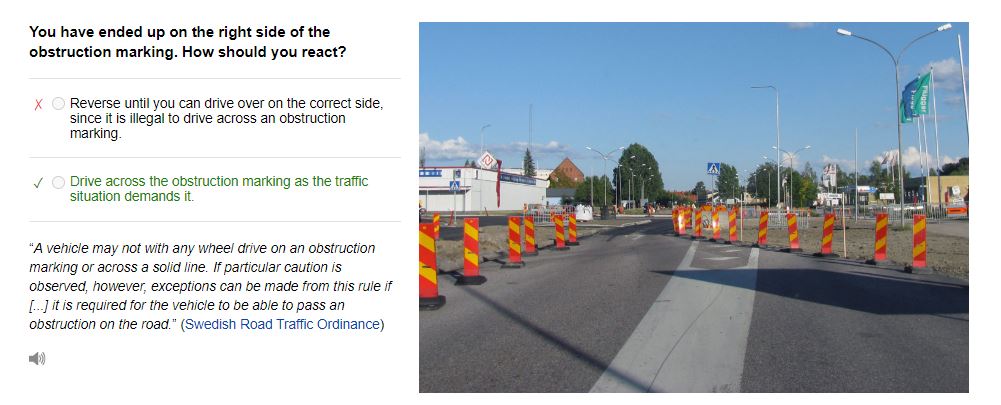 You have ended up on the right side of the
obstruction marking. How should you react?
Reverse until you can drive over on the correct side,
since it is illegal to drive across an obstruction
marking.
Drive across the obstruction marking as the traffic
situation demands it.
“A vehicle may not with any wheel drive on an obstruction
marking or across a solid line. If particular caution is
observed, however, exceptions can be made from this rule if
[...] it is required for the vehicle to be able to pass an
obstruction on the road.” (Swedish Road Traffic Ordinance)